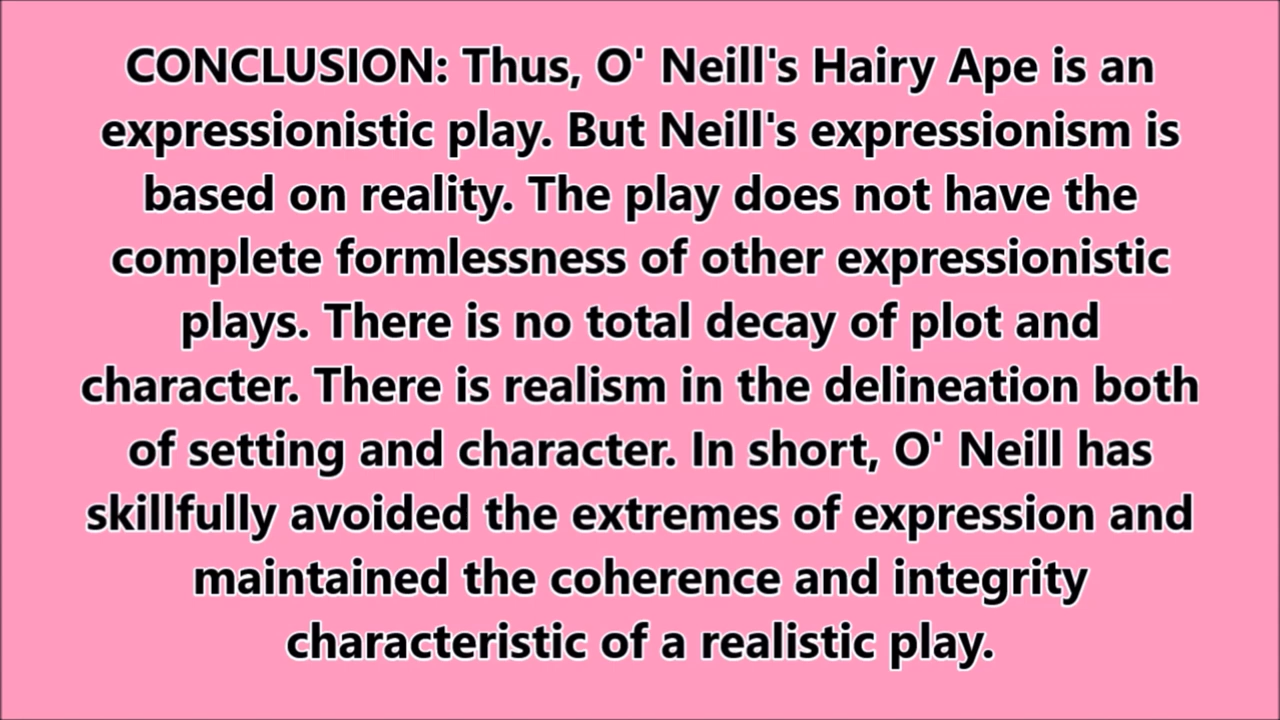 CONCLUSION: Thus, O' Neill's Hairy Ape is an
expressionistic play. But Neill's expressionism is
based on reality. The play does not have the
complete formlessness of other expressionistic
plays. There is no total decay of plot and
character. There is realism in the delineation both
of setting and character. In short, O' Neill has
skillfully avoided the extremes of expression and
maintained the coherence and integrity
characteristic of a realistic play.